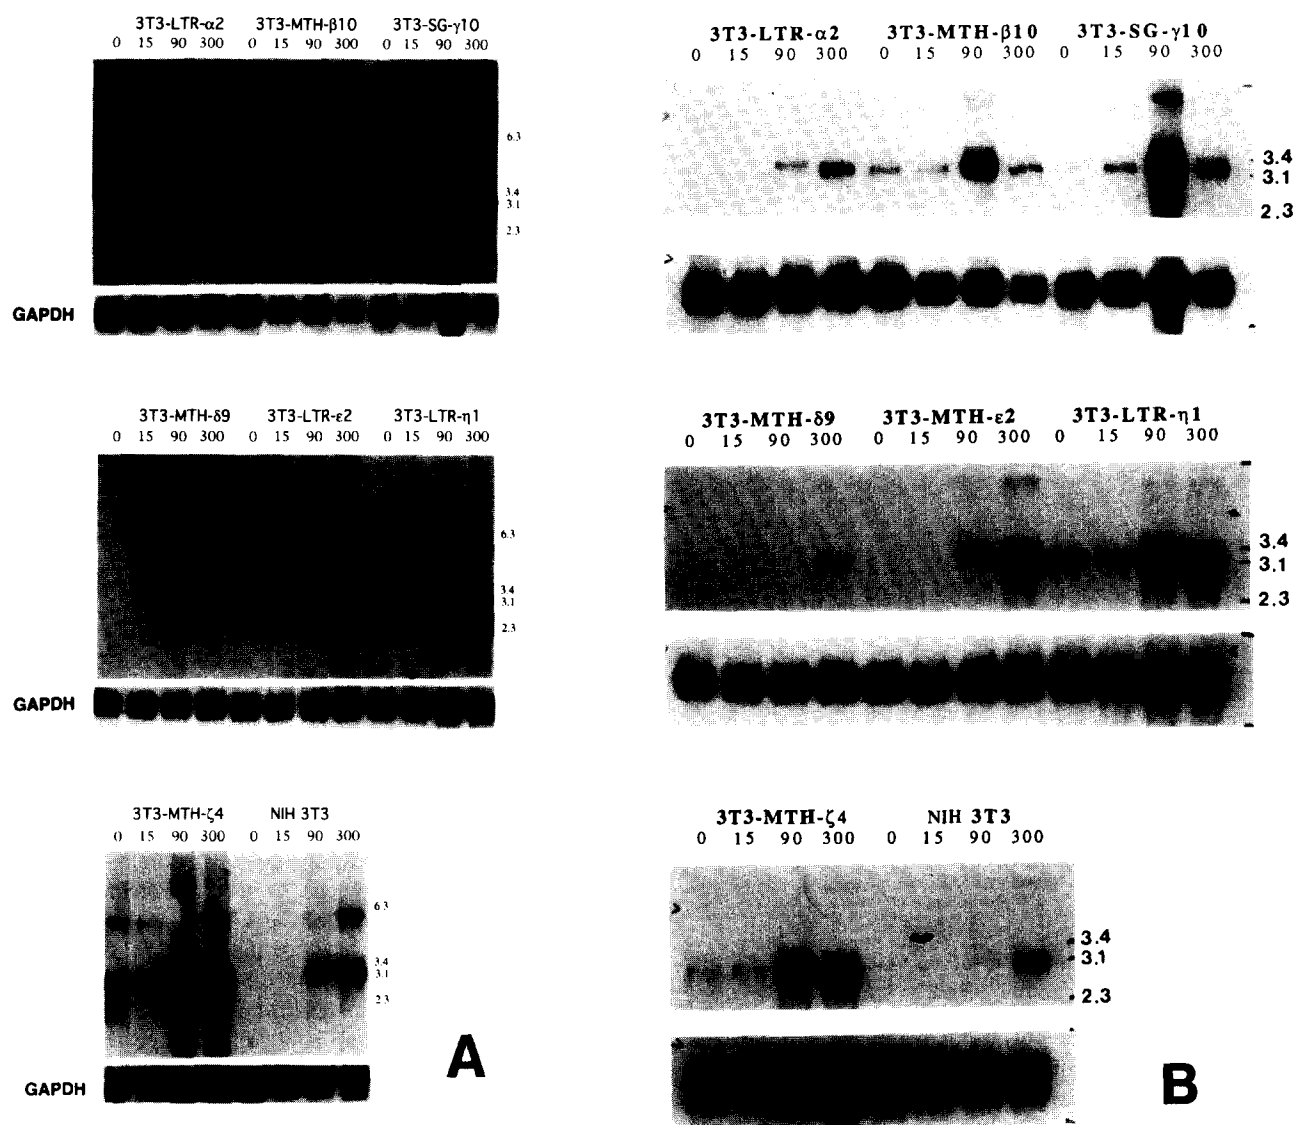 3T3-LTR-α2 3T3-MTH-β10 3T3-SG-γ10
0 15 90 300 0 15 90 300 0 15 90 300
6.3
3.4
3.1
2.3
GAPDH
3T3-LTR-α2 3T3-MTH-β10 3T3-SG-γ10
0 15 90 300 0 15 90 300 0 15 90 300
3.4
3.1
2.3
3T3-MTH-δ9 3T3-LTR-ε2 3T3-LTR-η1
0 15 90 300 0 15 90 300 0 15 90 300
6.3
3.4
3.1
2.3
GAPDH
3T3-MTH-δ9 3T3-MTH-ε2 3T3-LTR-η1
0 15 90 300 0 15 90 300 0 15 90 300
3.4
3.1
2.3
3T3-MTH-ζ4 NIH 3T3
0 15 90 300 0 15 90 300
6.3
3.4
3.1
2.3
GAPDH
A
3T3-MTH-ζ4 NIH 3T3
0 15 90 300 0 15 90 300
3.4
3.1
2.3
B